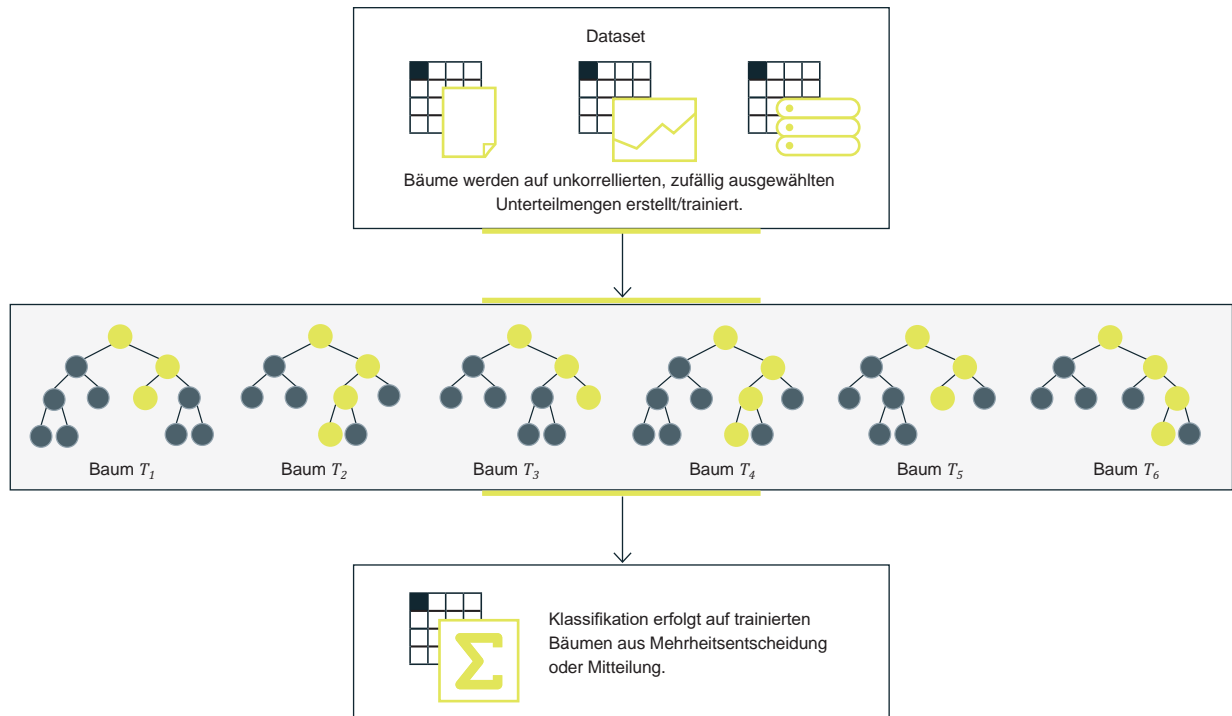 Dataset
Bäume werden auf unkorrellierten, zufällig ausgewählten
Unterteilmengen erstellt/trainiert.
Baum T₁
Baum T₂
Baum T₃
Baum T₄
Baum T₅
Baum T₆
Σ
Klassifikation erfolgt auf trainierten
Bäumen aus Mehrheitsentscheidung
oder Mitteilung.